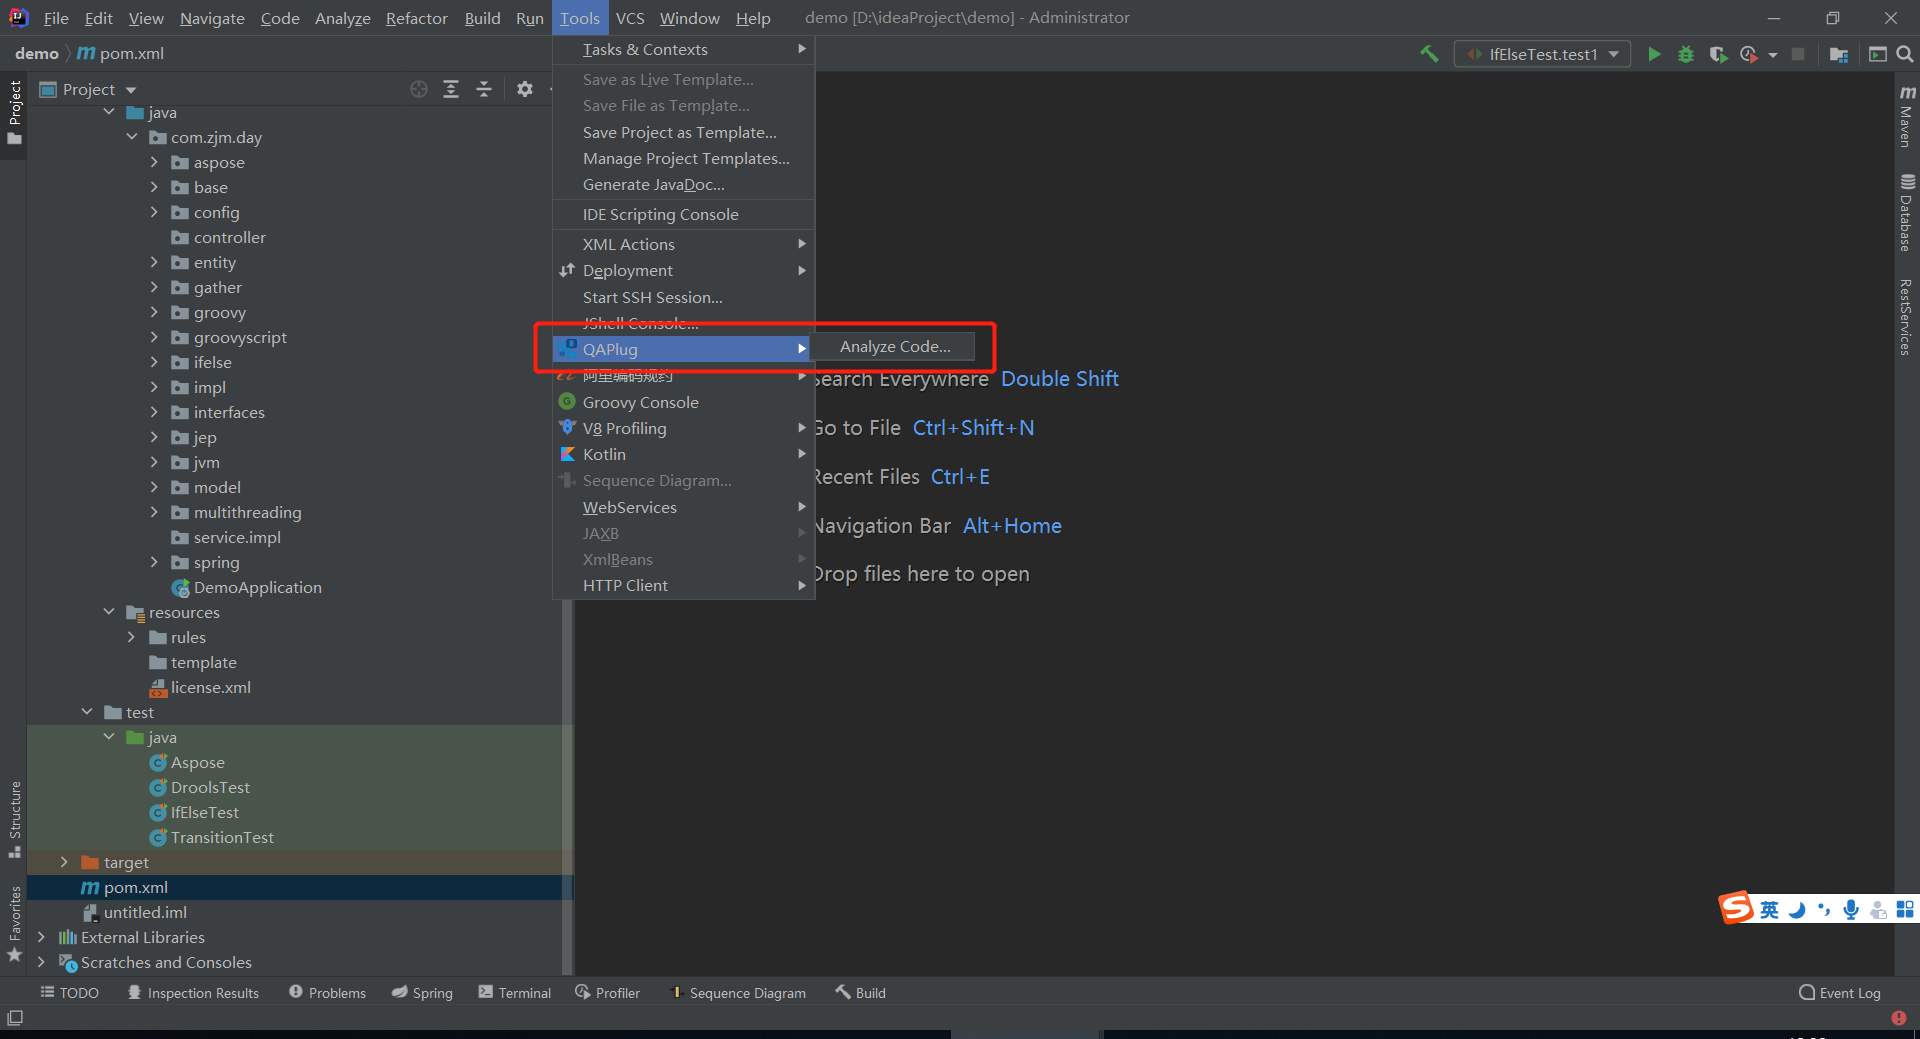 File Edit View Navigate Code Analyze Refactor Build Run Tools VCS Window Help demo [D:\ideaProject\demo] - Administrator
demo pom.xml
IfElseTest.test1
Project
Project
java
com.zjm.day
aspose
base
config
controller
entity
gather
groovy
groovyscript
ifelse
impl
interfaces
jep
jvm
model
multithreading
service.impl
spring
DemoApplication
resources
rules
template
license.xml
test
java
Aspose
DroolsTest
IfElseTest
TransitionTest
target
pom.xml
untitled.iml
External Libraries
Scratches and Consoles
Structure
Favorites
Tasks & Contexts
Save as Live Template...
Save File as Template...
Save Project as Template...
Manage Project Templates...
Generate JavaDoc...
IDE Scripting Console
XML Actions
Deployment
Start SSH Session...
JShell Console...
QAPlug
Analyze Code...
阿里编码规约
Groovy Console
V8 Profiling
Kotlin
Sequence Diagram...
WebServices
JAXB
XmlBeans
HTTP Client
Search Everywhere Double Shift
Go to File Ctrl+Shift+N
Recent Files Ctrl+E
Navigation Bar Alt+Home
Drop files here to open
Maven
Database
RestServices
英
TODO Inspection Results Problems Spring Terminal Profiler Sequence Diagram Build Event Log